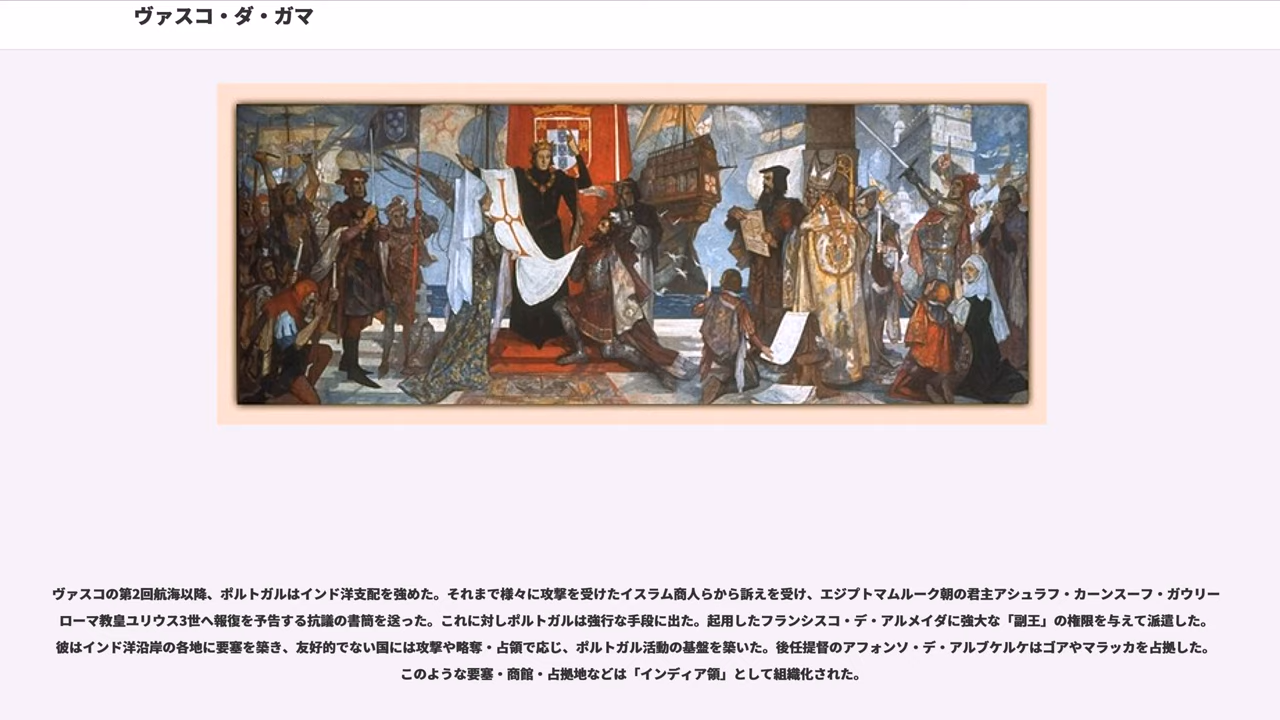 ヴァスコ・ダ・ガマ
ヴァスコの第2回航海以降、ポルトガルはインド洋支配を強めた。それまで様々に攻撃を受けたイスラム商人らから訴えを受け、エジプトマムルーク朝の君主アシュラフ・カーンスーフ・ガウリー
ローマ教皇ユリウス3世へ報復を予告する抗議の書簡を送った。これに対しポルトガルは強行な手段に出た。起用したフランシスコ・デ・アルメイダに強大な「副王」の権限を与えて派遣した。
彼はインド洋沿岸の各地に要塞を築き、友好的でない国には攻撃や略奪・占領で応じ、ポルトガル活動の基盤を築いた。後任提督のアフォンソ・デ・アルブケルケはゴアやマラッカを占拠した。
このような要塞・商館・占拠地などは「インディア領」として組織化された。